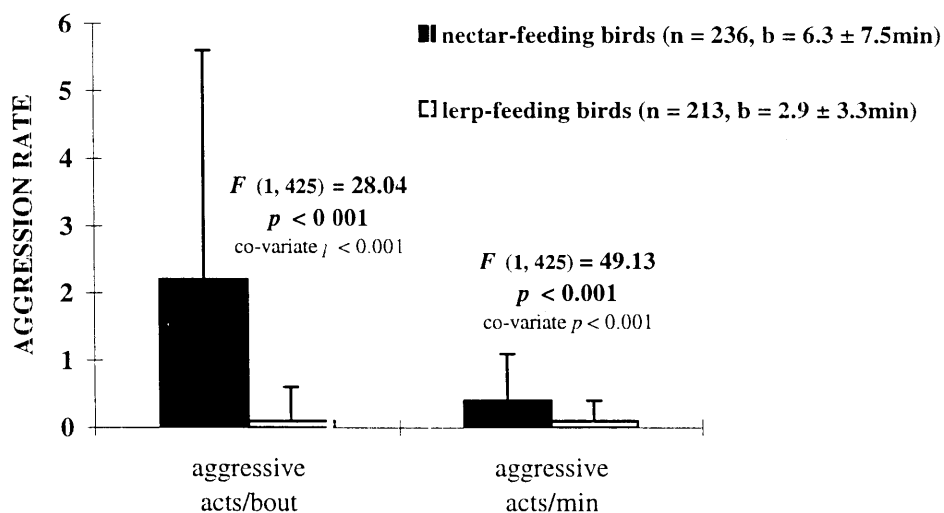 AGGRESSION RATE
6
5
4
3
2
1
0
nectar-feeding birds (n = 236, b = 6.3 ± 7.5min)
lerp-feeding birds (n = 213, b = 2.9 ± 3.3min)
F (1, 425) = 28.04
p < 0 001
co-variate < 0.001
F (1, 425) = 49.13
p < 0.001
co-variate p < 0.001
aggressive
acts/bout
aggressive
acts/min